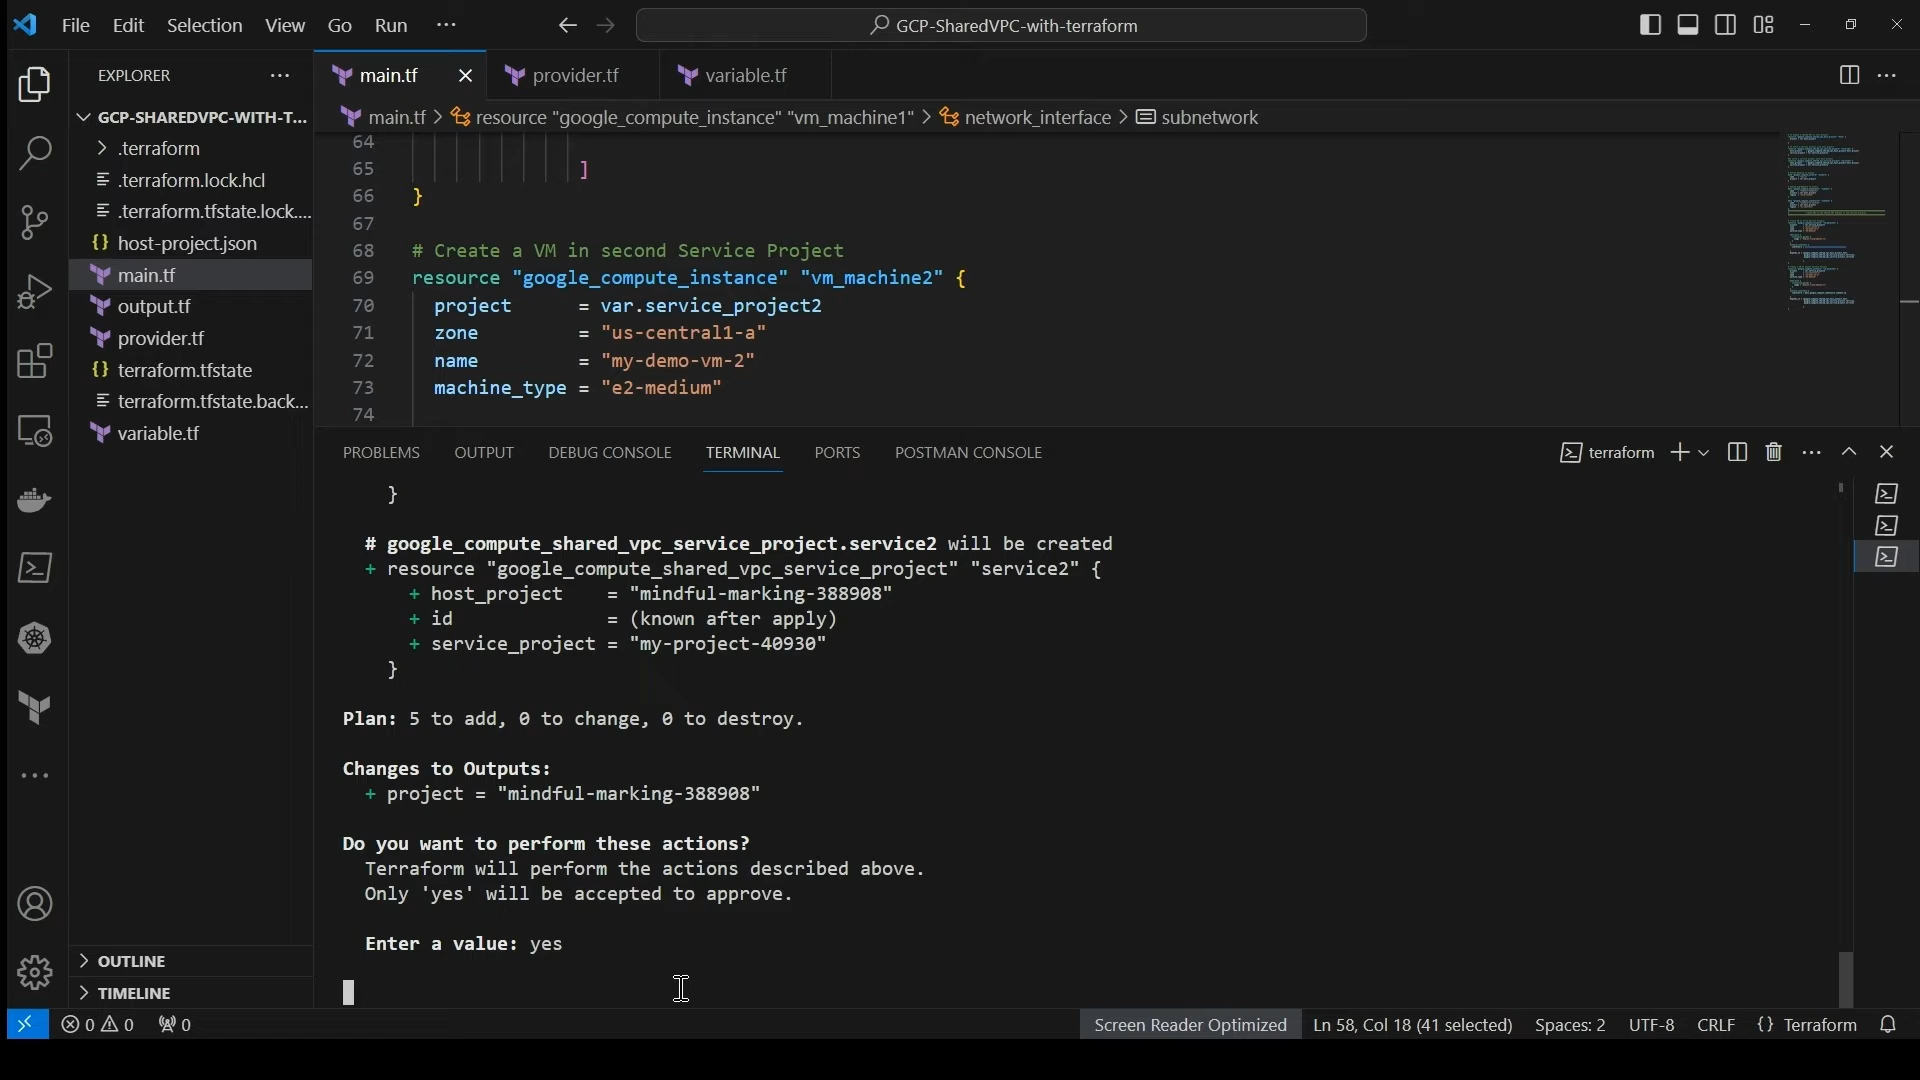 File Edit Selection View Go Run ···
GCP-SharedVPC-with-terraform
EXPLORER
GCP-SHAREDVPC-WITH-T...
.terraform
.terraform.lock.hcl
.terraform.tfstate.lock....
host-project.json
main.tf
output.tf
provider.tf
terraform.tfstate
terraform.tfstate.back...
variable.tf
OUTLINE
TIMELINE
main.tf provider.tf variable.tf
main.tf > resource "google_compute_instance" "vm_machine1" > network_interface > subnetwork
64
65 ]
66 }
67
68 # Create a VM in second Service Project
69 resource "google_compute_instance" "vm_machine2" {
70 project = var.service_project2
71 zone = "us-central1-a"
72 name = "my-demo-vm-2"
73 machine_type = "e2-medium"
74
PROBLEMS OUTPUT DEBUG CONSOLE TERMINAL PORTS POSTMAN CONSOLE
terraform
}
# google_compute_shared_vpc_service_project.service2 will be created
+ resource "google_compute_shared_vpc_service_project" "service2" {
+ host_project = "mindful-marking-388908"
+ id = (known after apply)
+ service_project = "my-project-40930"
}
Plan: 5 to add, 0 to change, 0 to destroy.
Changes to Outputs:
+ project = "mindful-marking-388908"
Do you want to perform these actions?
Terraform will perform the actions described above.
Only 'yes' will be accepted to approve.
Enter a value: yes
0 0 0
Screen Reader Optimized Ln 58, Col 18 (41 selected) Spaces: 2 UTF-8 CRLF {} Terraform